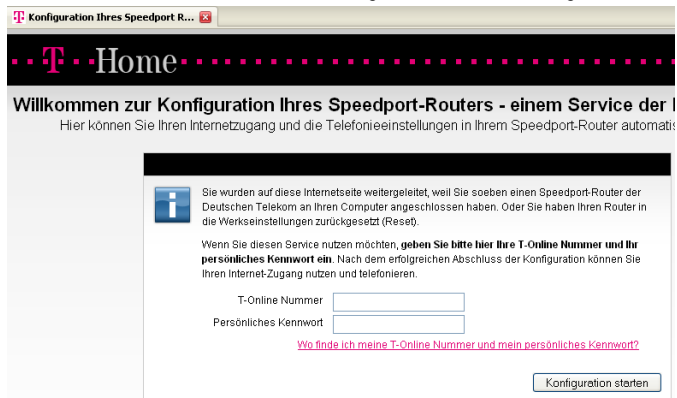 Konfiguration Ihres Speedport R...
T Home
Willkommen zur Konfiguration Ihres Speedport-Routers - einem Service der
Hier können Sie Ihren Internetzugang und die Telefonieeinstellungen in Ihrem Speedport-Router
Sie wurden auf diese Internetseite weitergeleitet, weil Sie soeben einen Speedport-Router der
Deutschen Telekom an Ihren Computer angeschlossen haben. Oder Sie haben Ihren Router in
die Werkseinstellungen zurückgesetzt (Reset).
Wenn Sie diesen Service nutzen möchten, geben Sie bitte hier Ihre T-Online Nummer und Ihr
persönliches Kennwort ein. Nach dem erfolgreichen Abschluss der Konfiguration können Sie
Ihren Internet-Zugang nutzen und telefonieren.
T-Online Nummer
Persönliches Kennwort
Wo finde ich meine T-Online Nummer und mein persönliches Kennwort?
Konfiguration starten